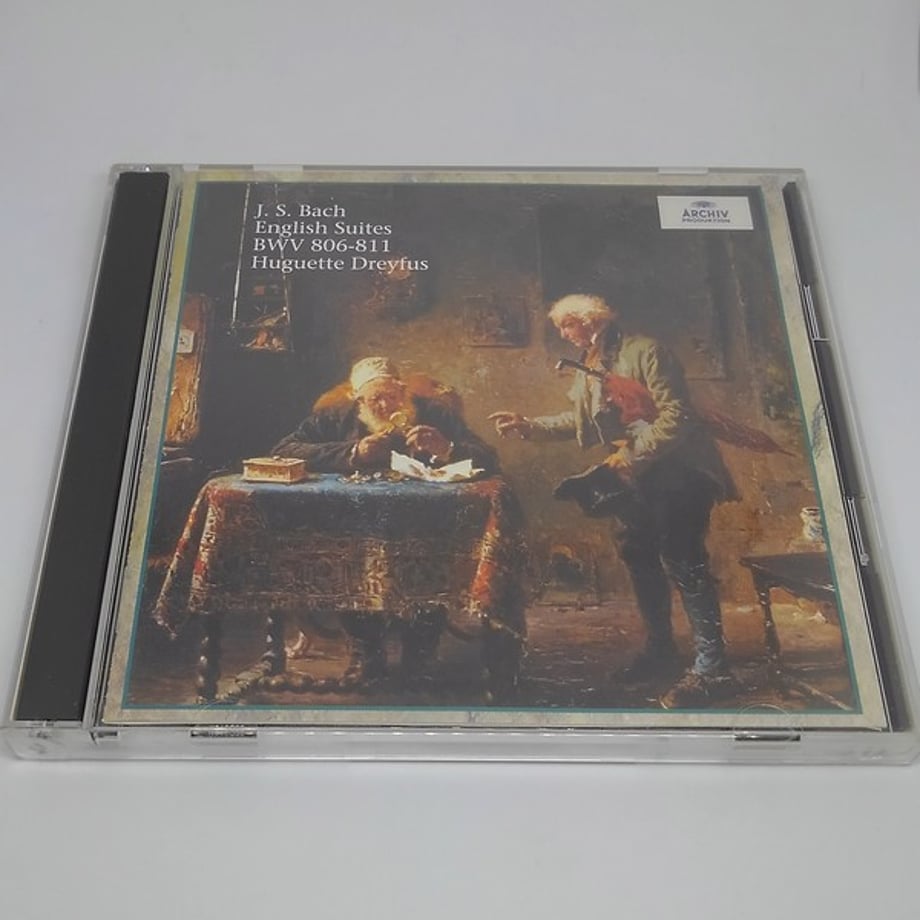 J. S. Bach
English Suites
BWV 806-811
Huguette Dreyfus
ARCHIV
PRODUKTION